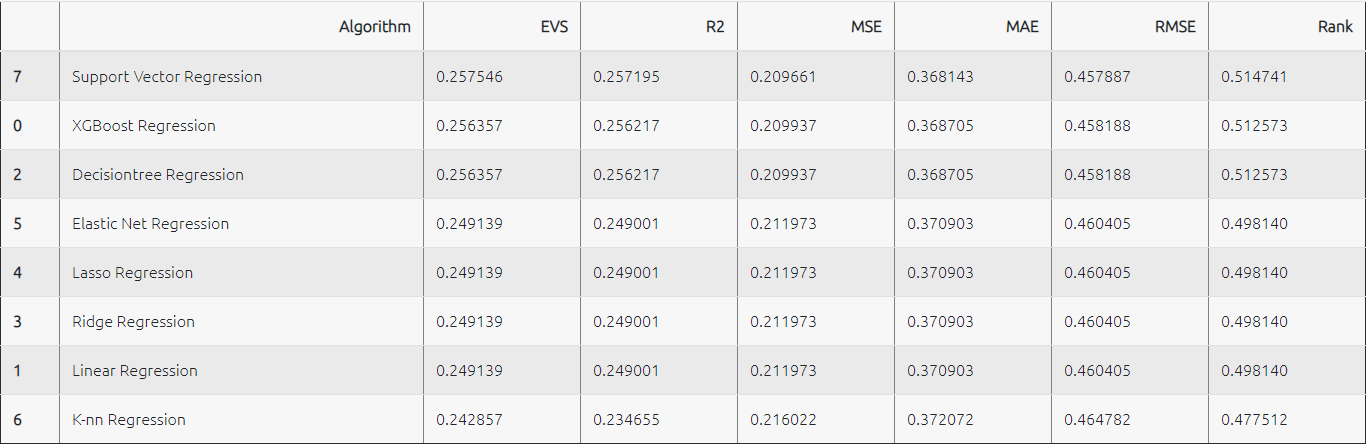 Algorithm EVS R2 MSE MAE RMSE Rank
7 Support Vector Regression 0.257546 0.257195 0.209661 0.368143 0.457887 0.514741
0 XGBoost Regression 0.256357 0.256217 0.209937 0.368705 0.458188 0.512573
2 Decisiontree Regression 0.256357 0.256217 0.209937 0.368705 0.458188 0.512573
5 Elastic Net Regression 0.249139 0.249001 0.211973 0.370903 0.460405 0.498140
4 Lasso Regression 0.249139 0.249001 0.211973 0.370903 0.460405 0.498140
3 Ridge Regression 0.249139 0.249001 0.211973 0.370903 0.460405 0.498140
1 Linear Regression 0.249139 0.249001 0.211973 0.370903 0.460405 0.498140
6 K-nn Regression 0.242857 0.234655 0.216022 0.372072 0.464782 0.477512